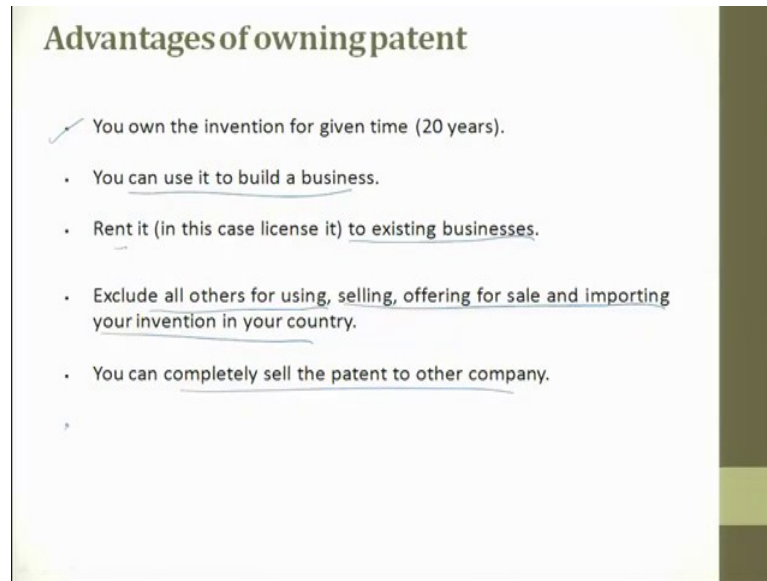 Advantages of owning patent
You own the invention for given time (20 years).
• You can use it to build a business.
• Rent it (in this case license it) to existing businesses.
• Exclude all others for using, selling, offering for sale and importing
your invention in your country.
• You can completely sell the patent to other company.